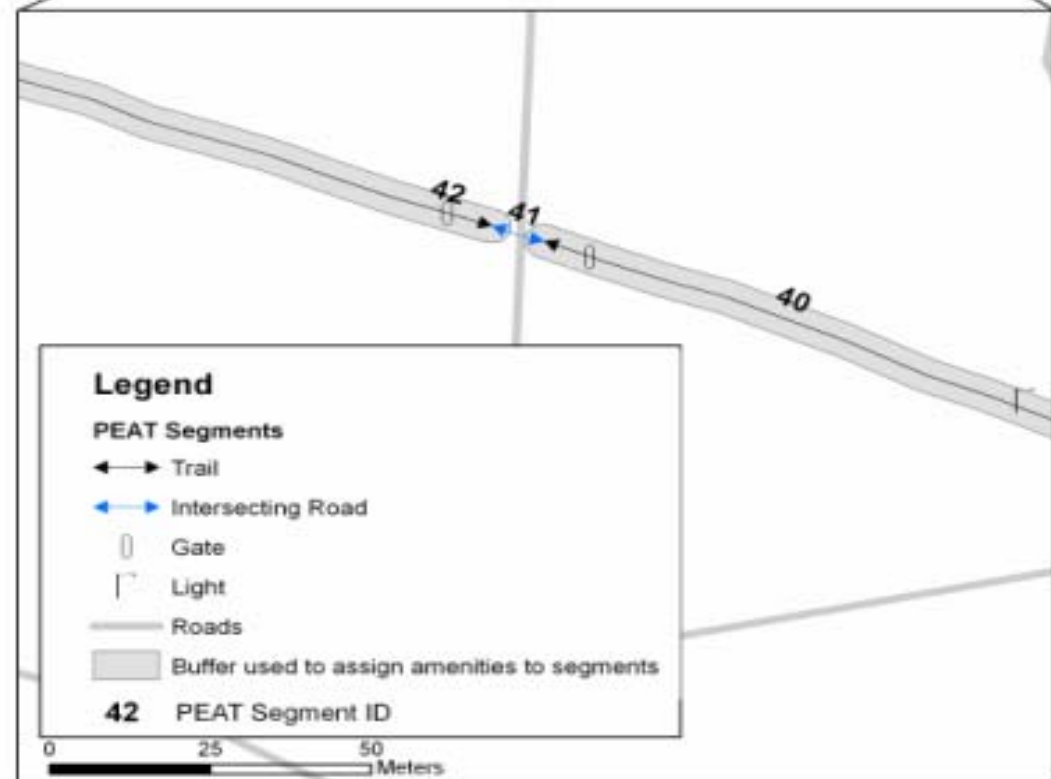 42
41
40
Legend
PEAT Segments
Trail
Intersecting Road
Gate
Light
Roads
Buffer used to assign amenities to segments
42 PEAT Segment ID
0 25 50
Meters